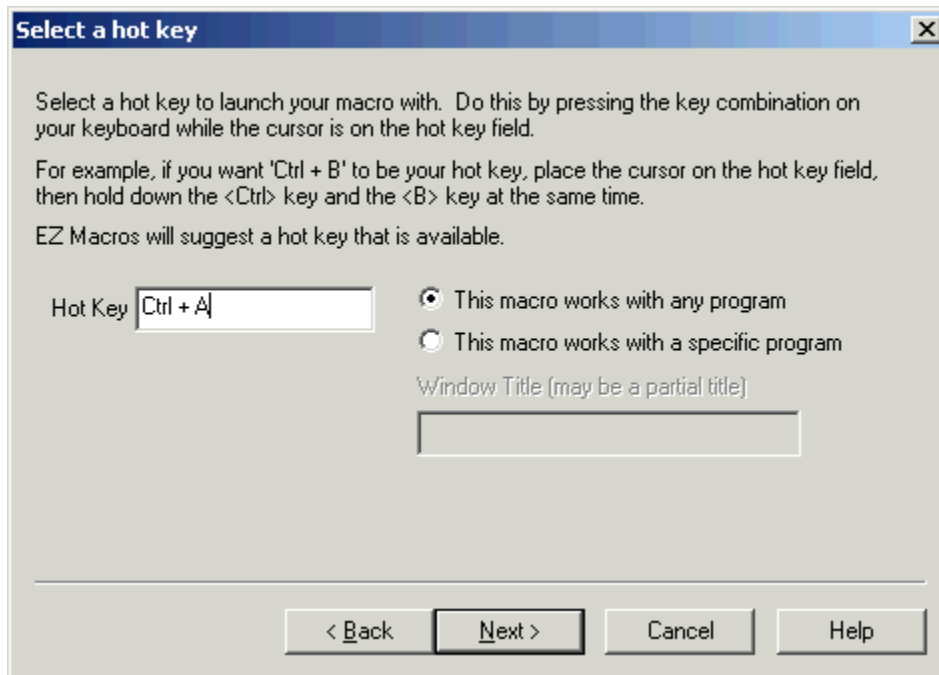 Select a hot key
Select a hot key to launch your macro with.  Do this by pressing the key combination on
your keyboard while the cursor is on the hot key field.
For example, if you want 'Ctrl + B' to be your hot key, place the cursor on the hot key field,
then hold down the <Ctrl> key and the <B> key at the same time.
EZ Macros will suggest a hot key that is available.
Hot Key Ctrl + A
This macro works with any program
This macro works with a specific program
Window Title (may be a partial title)
< Back Next > Cancel Help